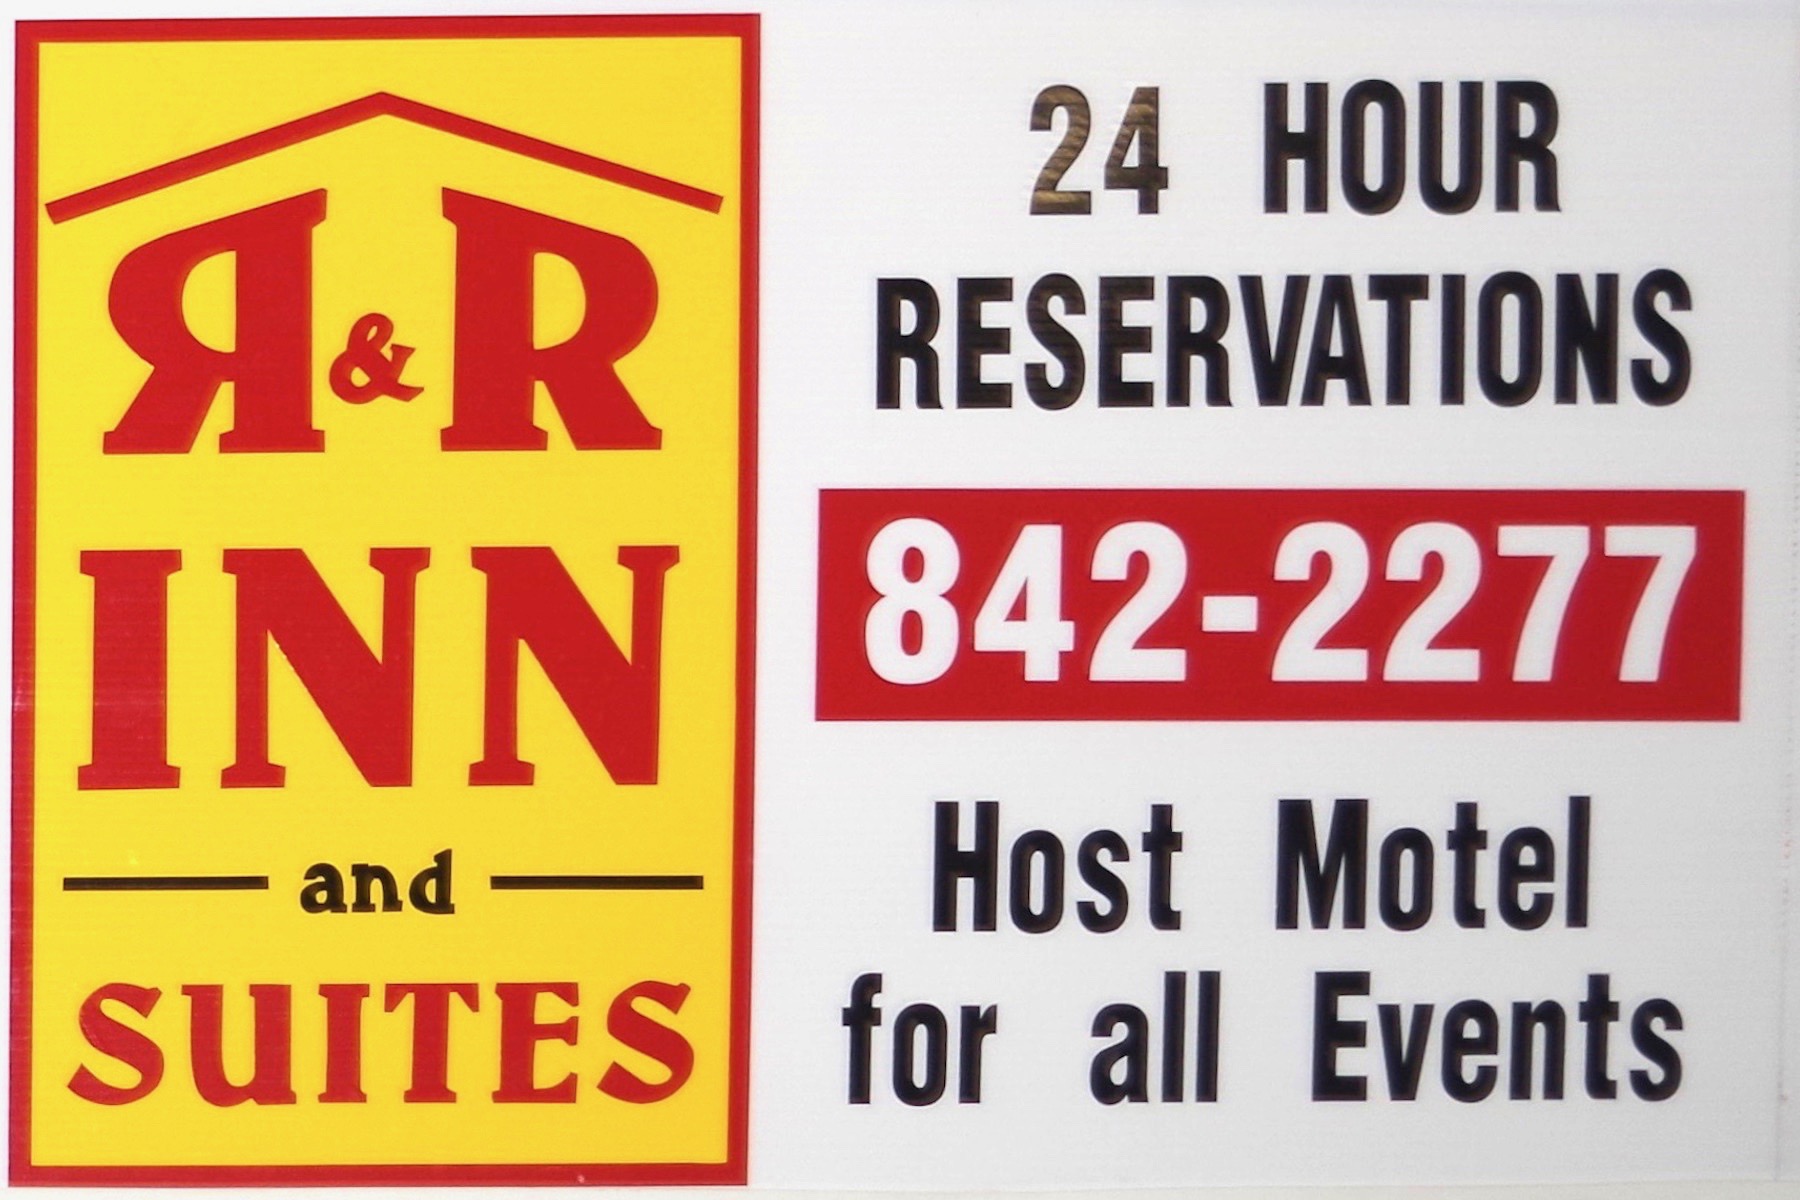 R&R
INN
and
SUITES
24 HOUR
RESERVATIONS
842-2277
Host Motel
for all Events